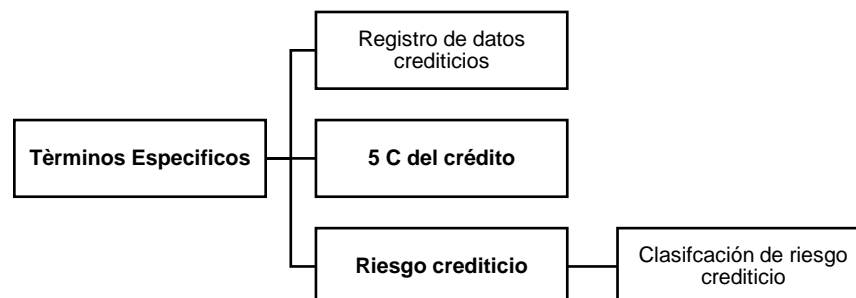 Registro de datos
crediticios
Tèrminos Especificos
5 C del crédito
Riesgo crediticio
Clasifcación de riesgo
crediticio